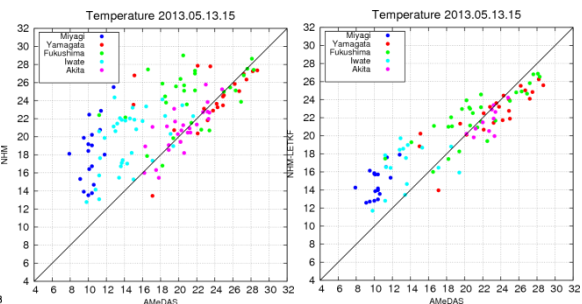 Temperature 2013.05.13.15
32
30
28
26
24
22
20
18
16
14
12
10
8
6
4
NHM
Miyagi
Yamagata
Fukushima
Iwate
Akita
4 6 8 10 12 14 16 18 20 22 24 26 28 30 32
AMeDAS
Temperature 2013.05.13.15
32
30
28
26
24
22
20
18
16
14
12
10
8
6
4
NHM-LETKF
Miyagi
Yamagata
Fukushima
Iwate
Akita
4 6 8 10 12 14 16 18 20 22 24 26 28 30 32
AMeDAS